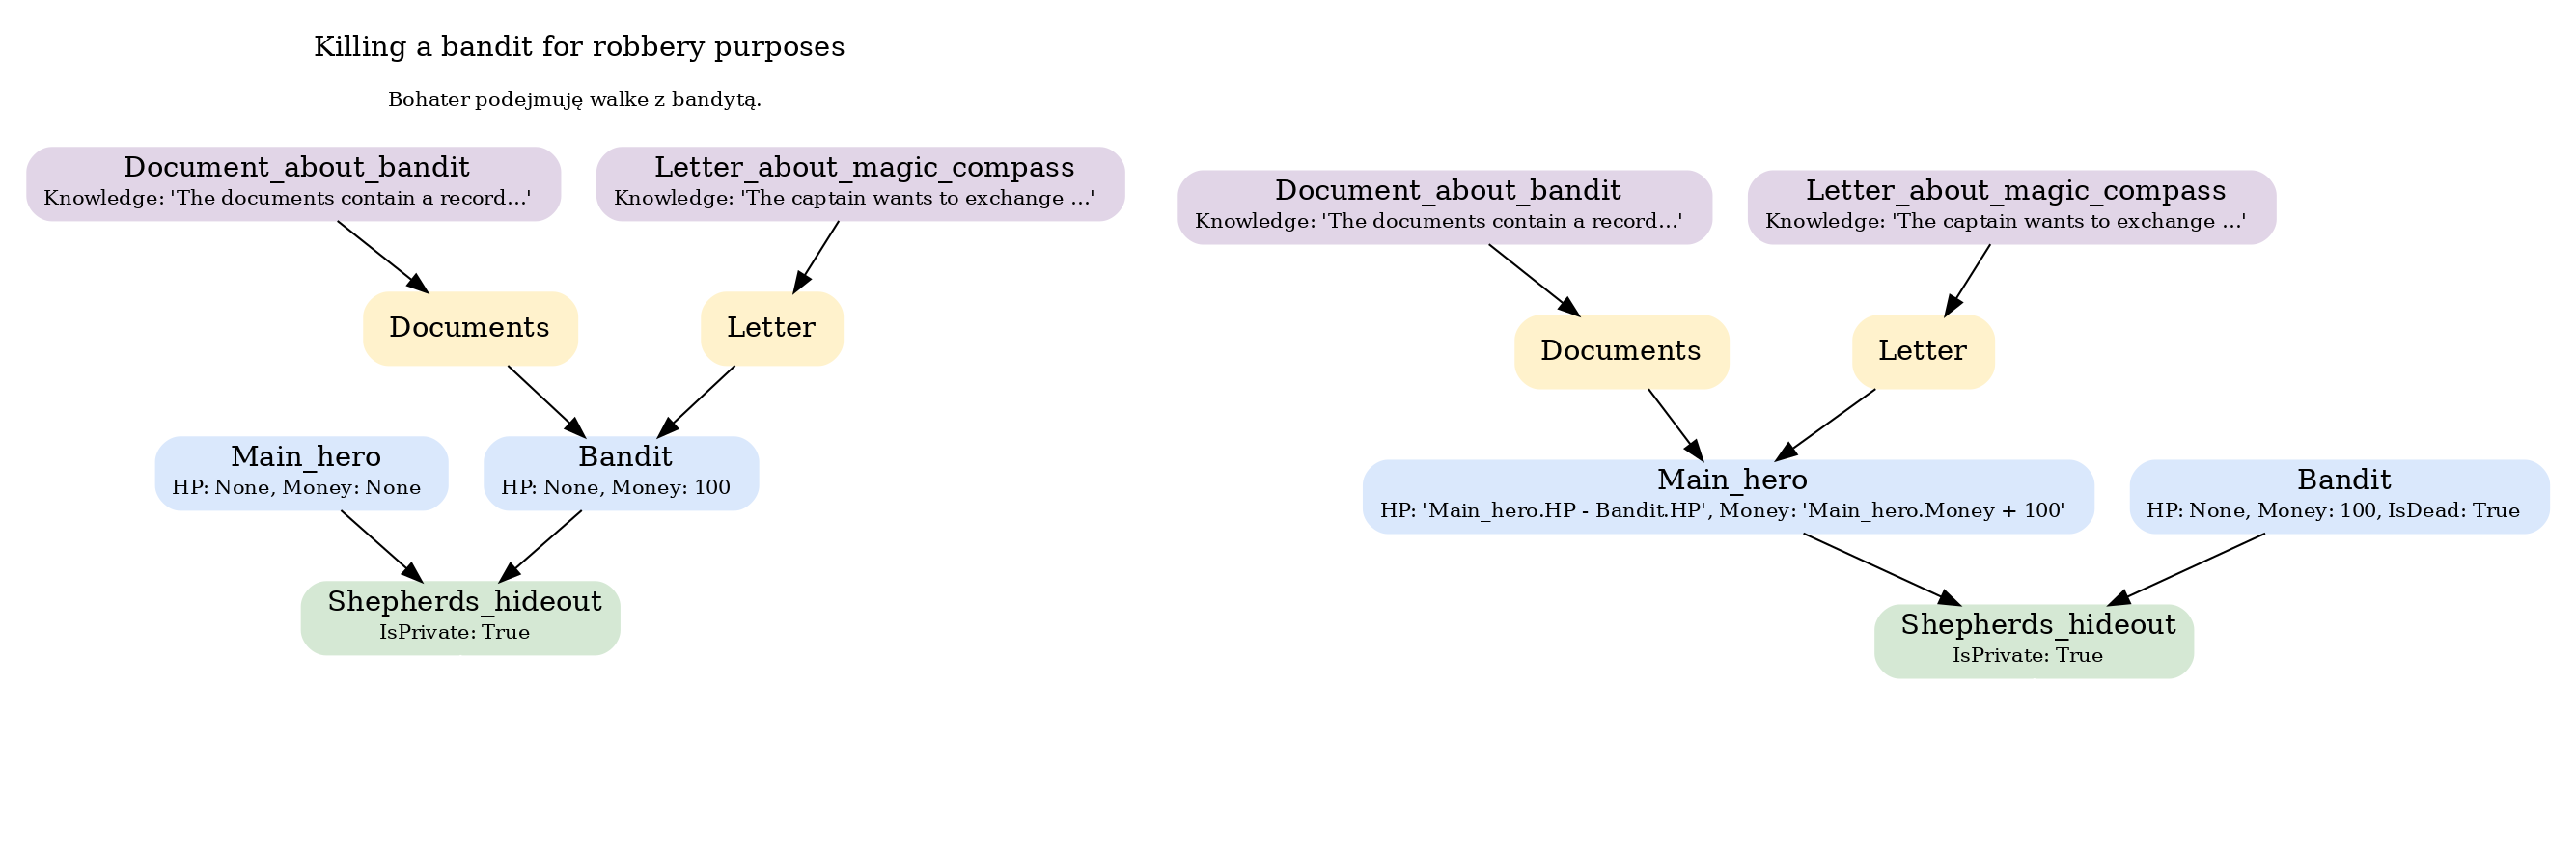 Killing a bandit for robbery purposes
Bohater podejmuję walke z bandytą.
Document_about_bandit
Knowledge: 'The documents contain a record...'
Letter_about_magic_compass
Knowledge: 'The captain wants to exchange ...'
Documents
Letter
Main_hero
HP: None, Money: None
Bandit
HP: None, Money: 100
Shepherds_hideout
IsPrivate: True
Document_about_bandit
Knowledge: 'The documents contain a record...'
Letter_about_magic_compass
Knowledge: 'The captain wants to exchange ...'
Documents
Letter
Main_hero
HP: 'Main_hero.HP - Bandit.HP', Money: 'Main_hero.Money + 100'
Bandit
HP: None, Money: 100, IsDead: True
Shepherds_hideout
IsPrivate: True